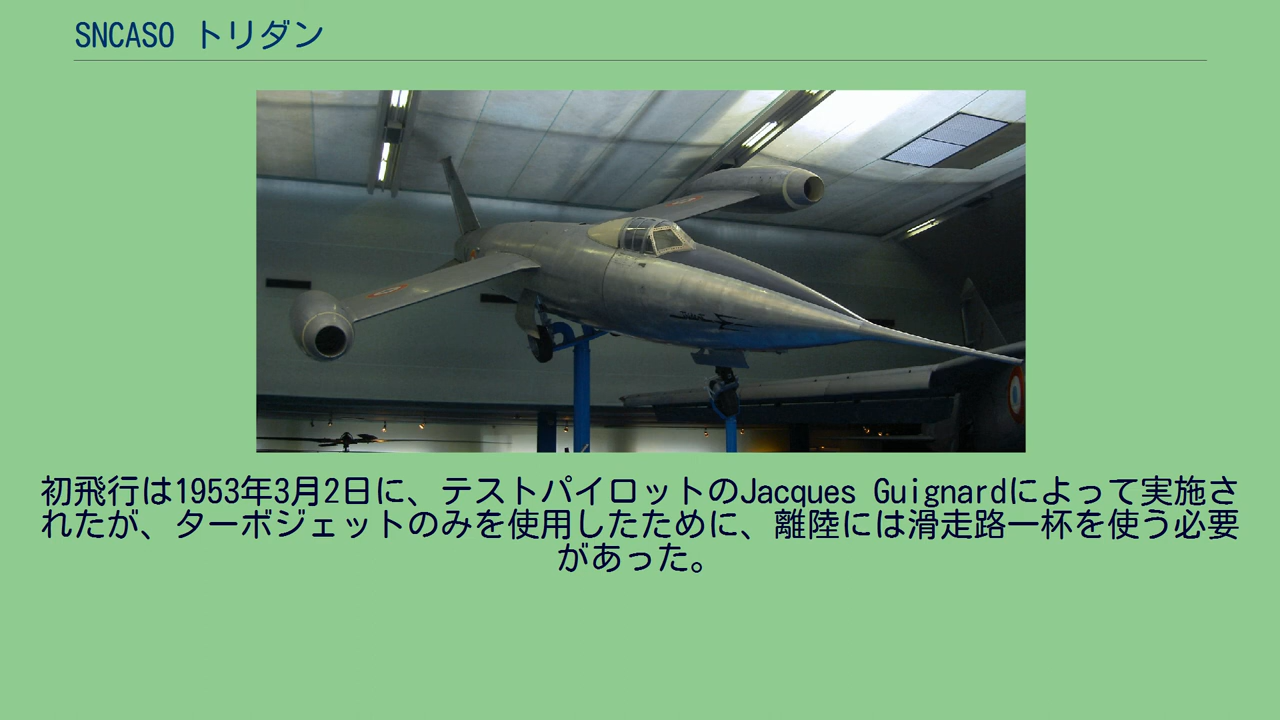 SNCASO トリダン
初飛行は1953年3月2日に、テストパイロットのJacques Guignardによって実施さ
れたが、ターボジェットのみを使用したために、離陸には滑走路一杯を使う必要
があった。